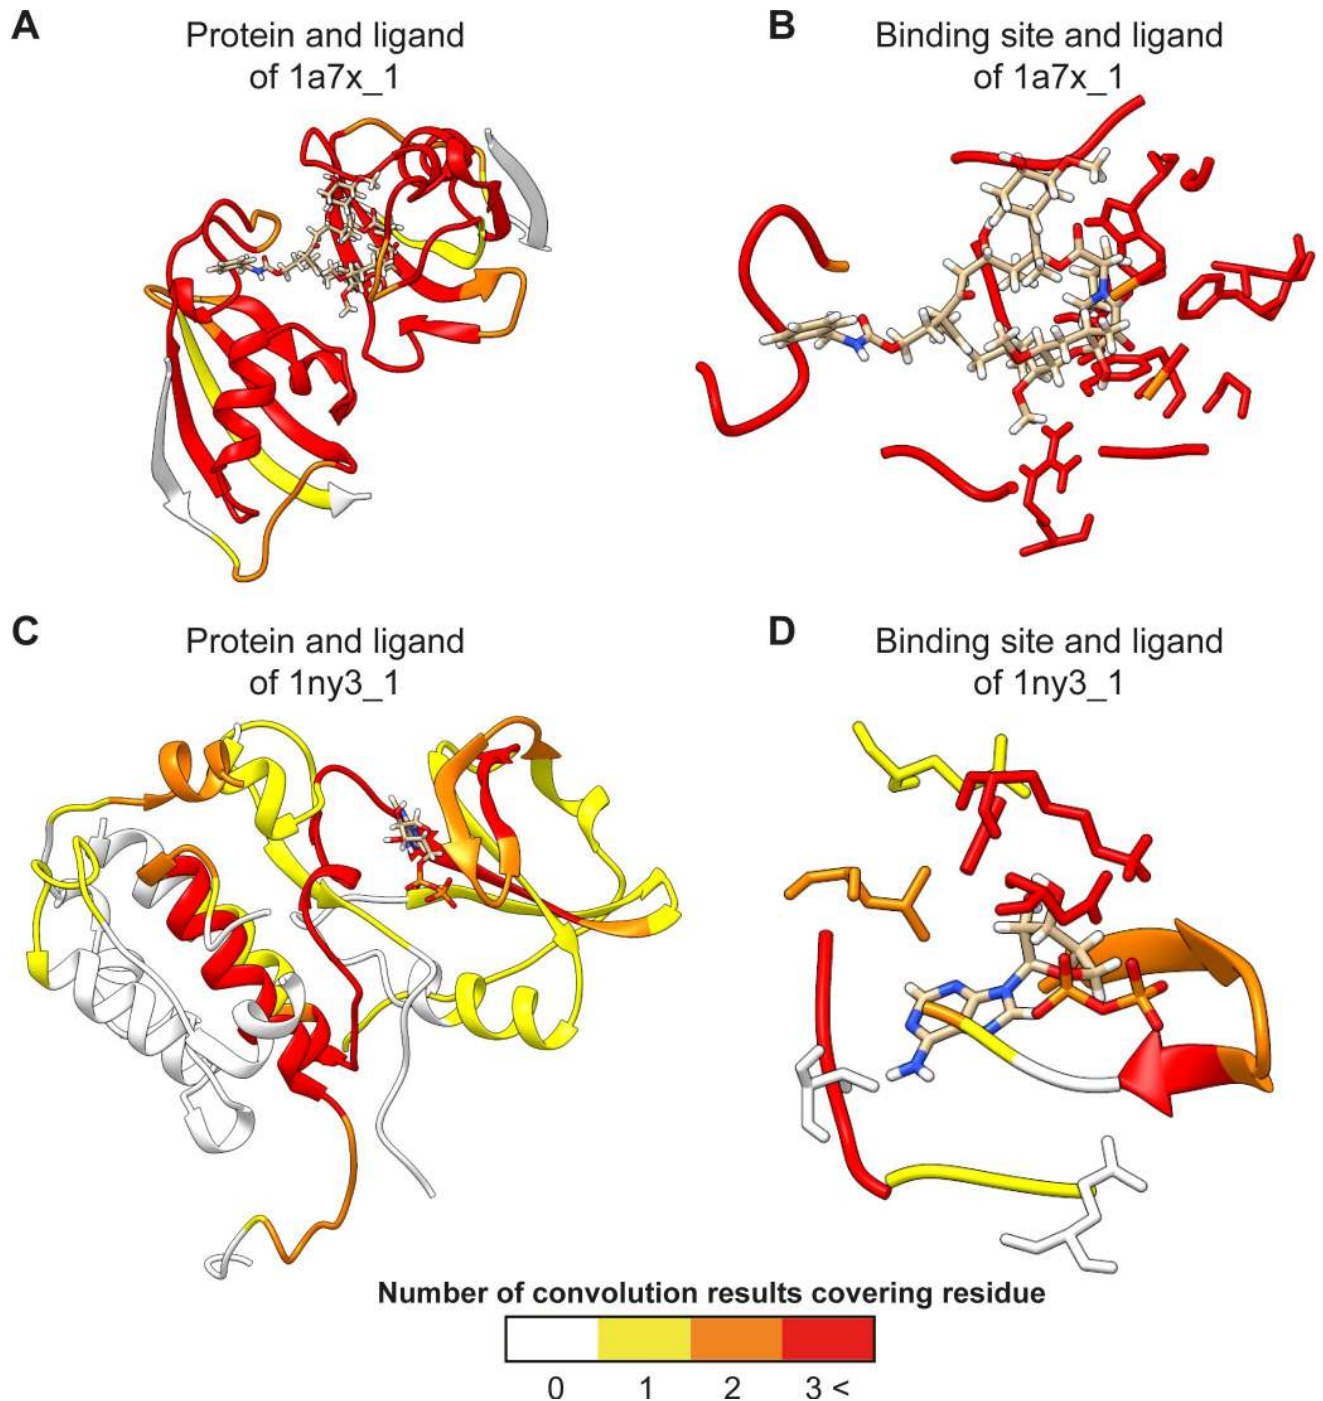 A
Protein and ligand
of 1a7x_1
B
Binding site and ligand
of 1a7x_1
C
Protein and ligand
of 1ny3_1
D
Binding site and ligand
of 1ny3_1
Number of convolution results covering residue
0 1 2 3 <